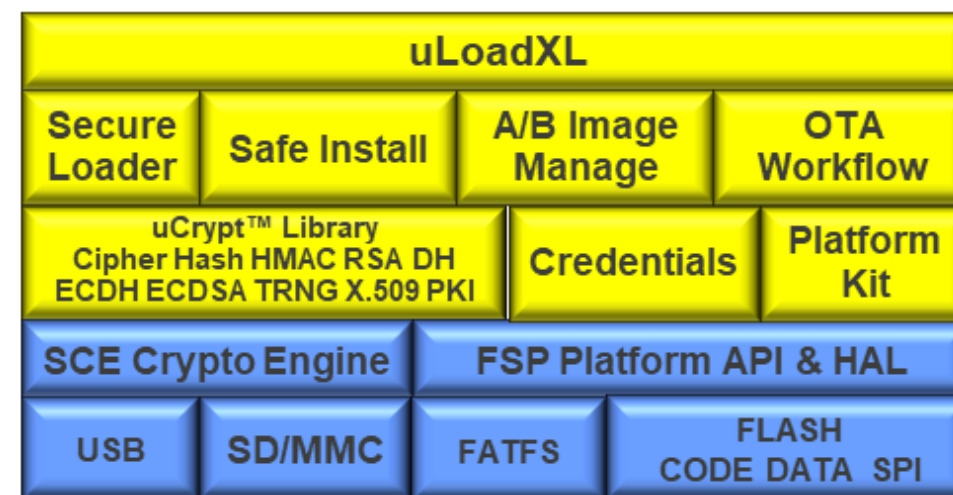 uLoadXL
Secure
Loader
Safe Install
A/B Image
Manage
OTA
Workflow
uCrypt™ Library
Cipher Hash HMAC RSA DH
ECDH ECDSA TRNG X.509 PKI
Credentials
Platform
Kit
SCE Crypto Engine
FSP Platform API & HAL
USB
SD/MMC
FATFS
FLASH
CODE DATA SPI